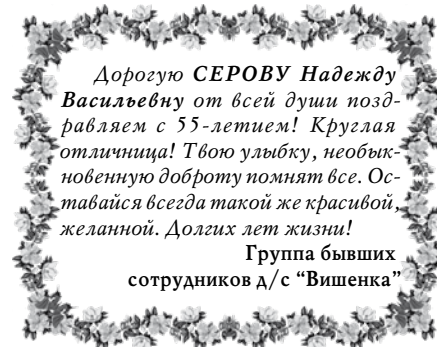 Дорогую СЕРОВУ Надежду
Васильевну от всей души позд-
равляем с 55-летием! Круглая
отличница! Твою улыбку, необык-
новенную доброту помнят все. Ос-
тавайся всегда такой же красивой,
желанной. Долгих лет жизни!
Группа бывших
сотрудников д/с "Вишенка"